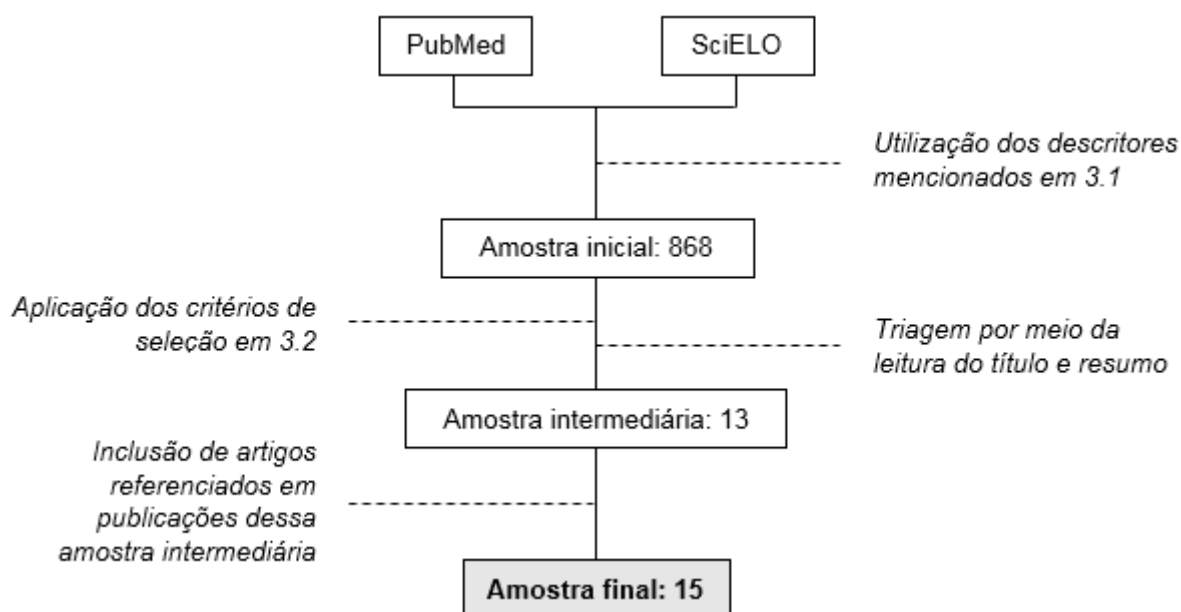 PubMed
SciELO
Utilização dos descritores
mencionados em 3.1
Amostra inicial: 868
Aplicação dos critérios de
seleção em 3.2
Triagem por meio da
leitura do título e resumo
Amostra intermediária: 13
Inclusão de artigos
referenciados em
publicações dessa
amostra intermediária
Amostra final: 15